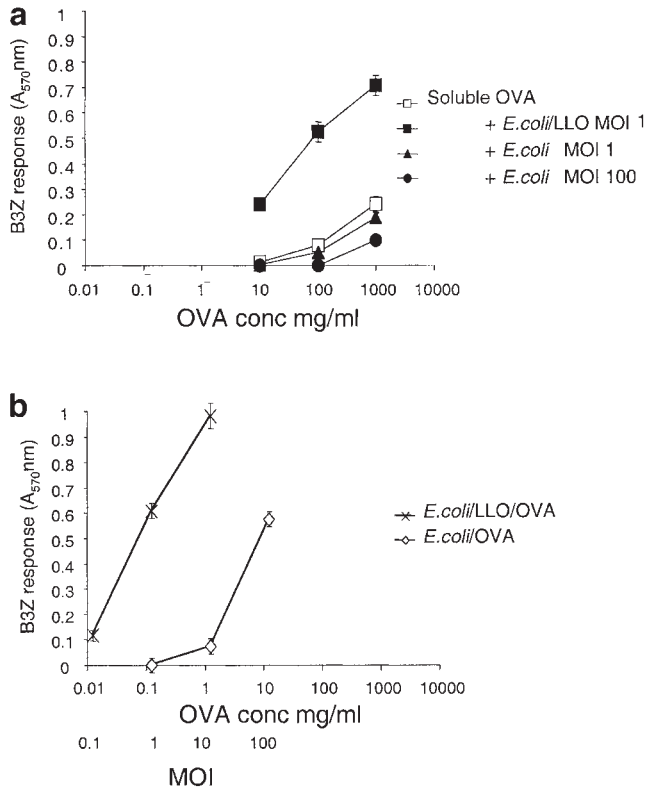 a
B3Z response (A570nm)
1
0.9
0.8
0.7
0.6
0.5
0.4
0.3
0.2
0.1
0
0.01 0.1 1 10 100 1000 10000
OVA conc mg/ml
Soluble OVA
+ E.coli/LLO MOI 1
+ E.coli MOI 1
+ E.coli MOI 100
b
B3Z response (A570nm)
1
0.9
0.8
0.7
0.6
0.5
0.4
0.3
0.2
0.1
0
0.01 0.1 1 10 100 1000 10000
OVA conc mg/ml
0.1 1 10 100
MOI
E.coli/LLO/OVA
E.coli/OVA